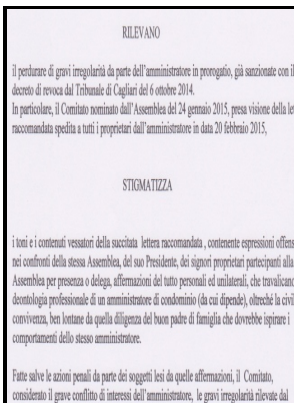 RILEVANO
il perdurare di gravi irregolarità da parte dell'amministratore in prorogatio, già sanzionate con il
decreto di revoca dal Tribunale di Cagliari del 6 ottobre 2014.
In particolare, il Comitato nominato dall'Assemblea del 24 gennaio 2015, presa visione della let
raccomandata spedita a tutti i proprietari dall'amministratore in data 20 febbraio 2015,
STIGMATIZZA
i toni e i contenuti vessatori della succitata lettera raccomandata , contenente espressioni offens
nei confronti della stessa Assemblea, del suo Presidente, dei signori proprietari partecipanti alla
Assemblea per presenza o delega, affermazioni del tutto personali ed unilaterali, che travalicano
deontologia professionale di un amministratore di condominio (da cui dipende), oltreché la civil
convivenza, ben lontane da quella diligenza del buon padre di famiglia che dovrebbe ispirare i
comportamenti dello stesso amministratore.
Fatte salve le azioni penali da parte dei soggetti lesi da quelle affermazioni, il Comitato,
considerato il grave conflitto di interessi dell'amministratore, le gravi irregolarità rilevate dal